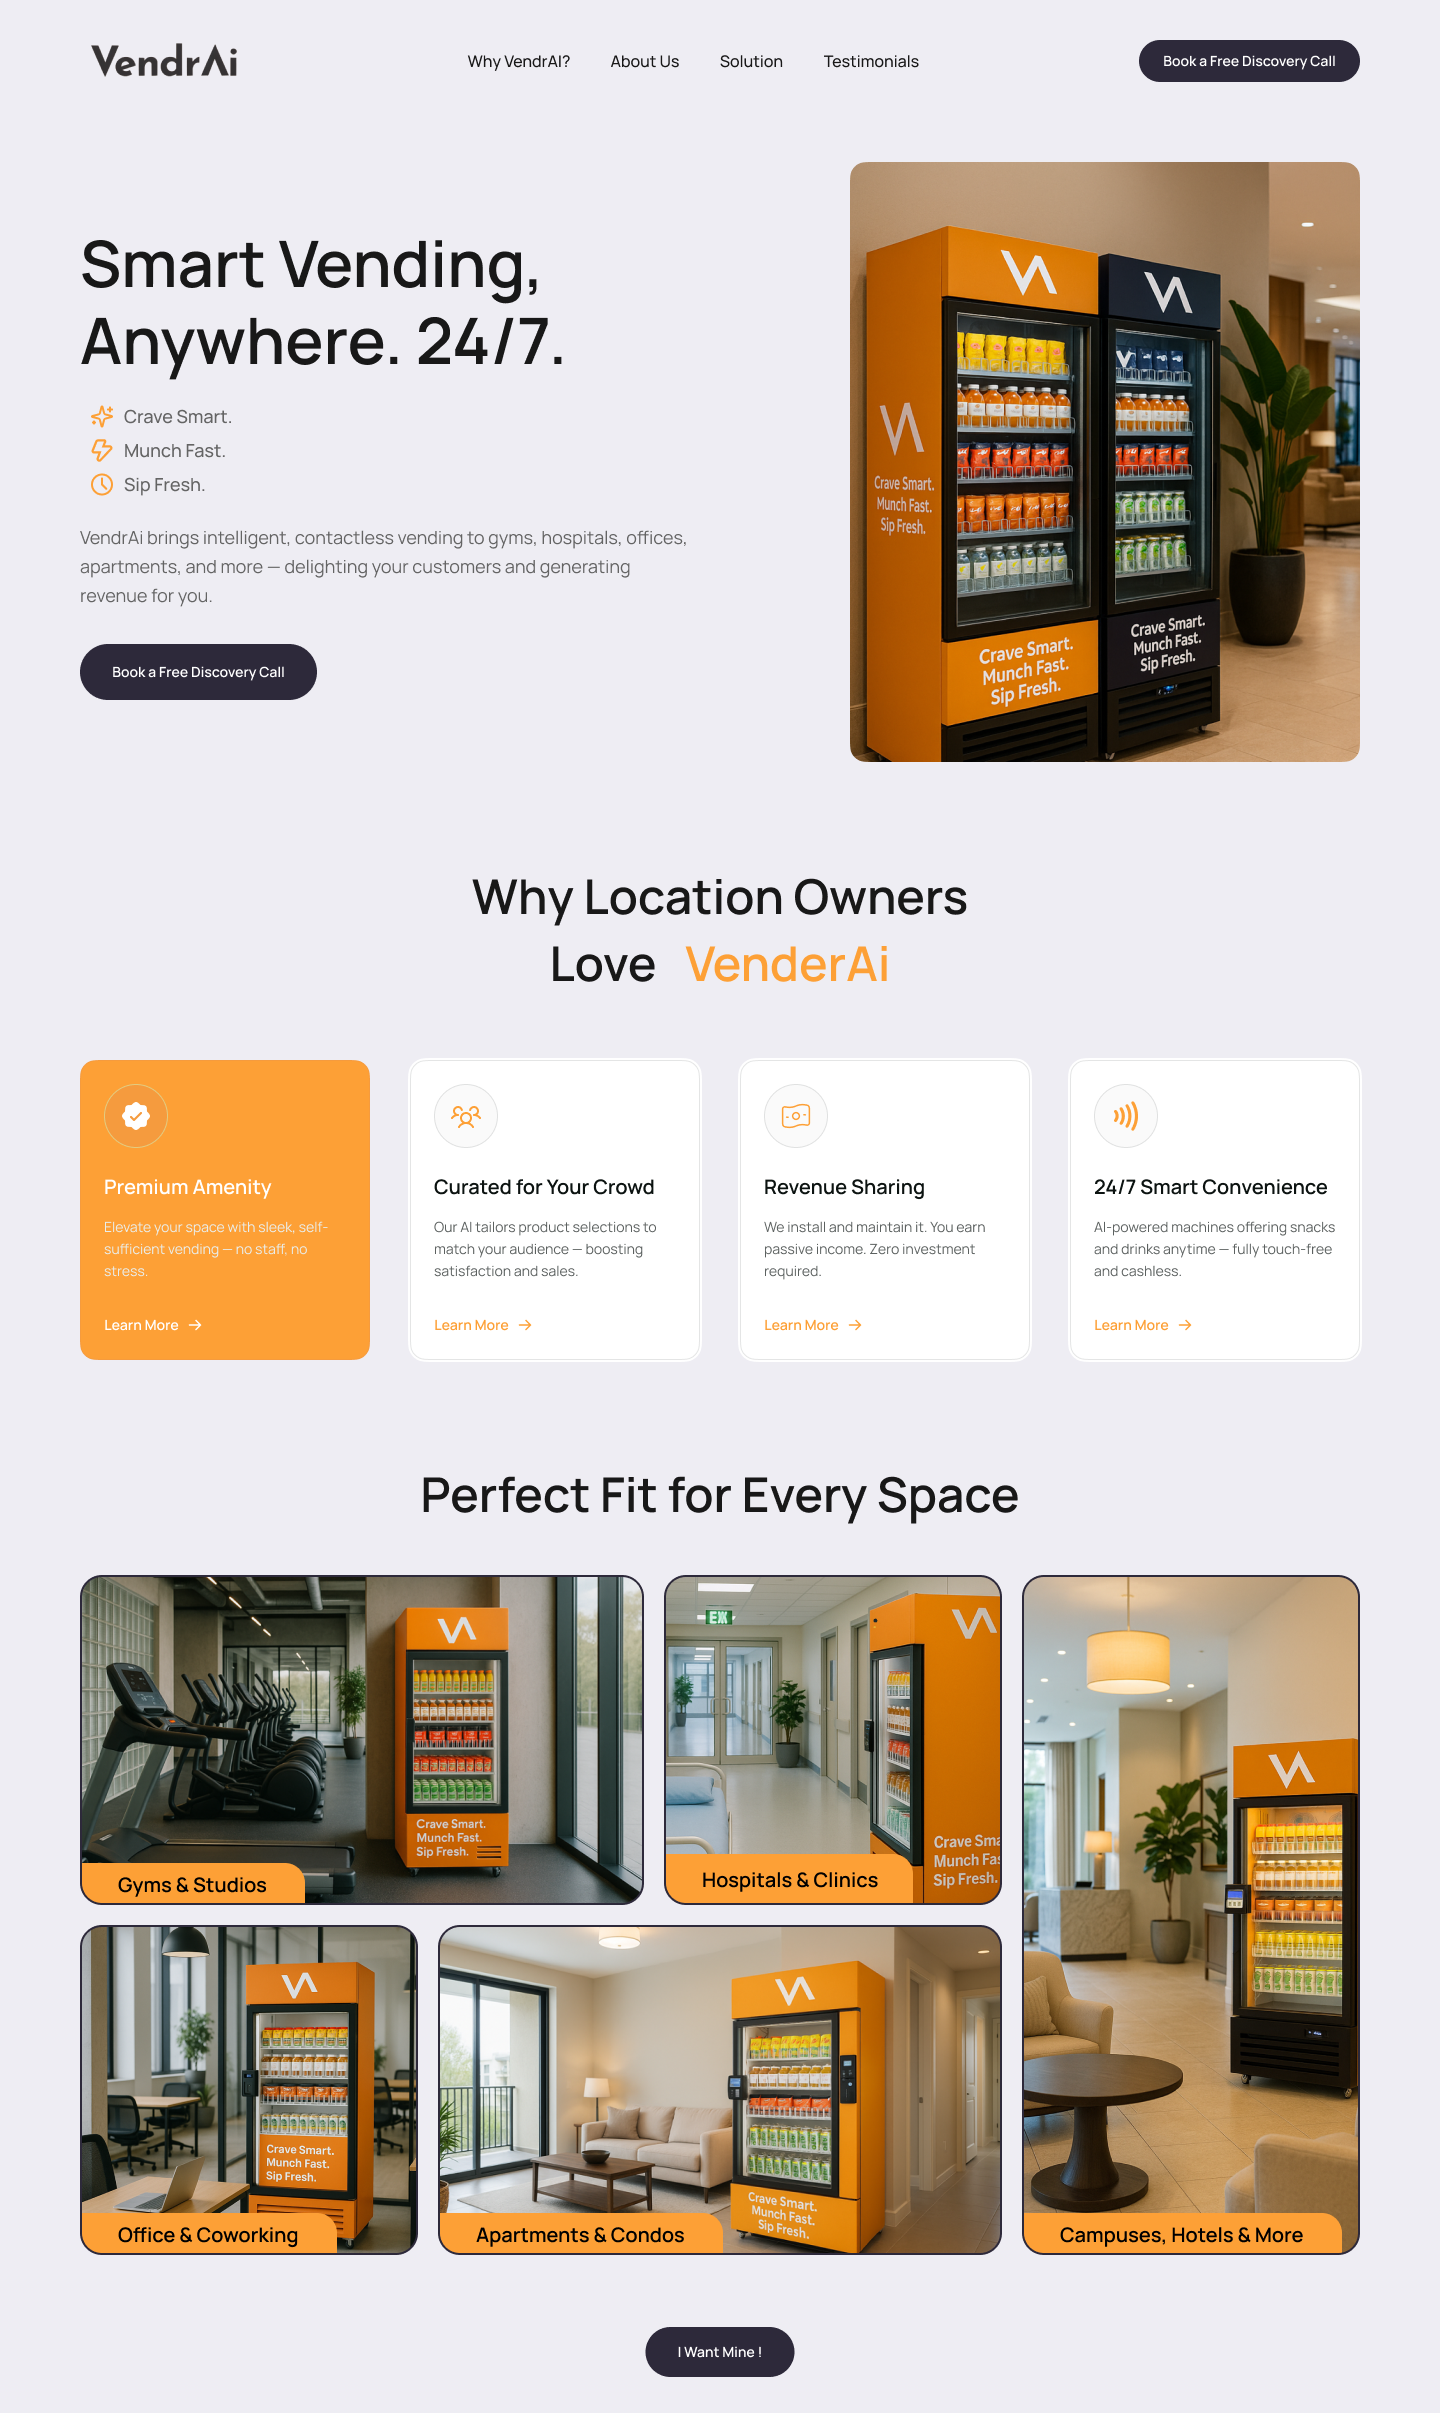 VendrAi
Why VendrAI?
About Us
Solution
Testimonials
Book a Free Discovery Call
Smart Vending,
Anywhere. 24/7.
Crave Smart.
Munch Fast.
Sip Fresh.
VendrAi brings intelligent, contactless vending to gyms, hospitals, offices,
apartments, and more — delighting your customers and generating
revenue for you.
Book a Free Discovery Call
Crave Smart.
Munch Fast.
Sip Fresh.
Crave Smart.
Munch Fast.
Sip Fresh.
Crave Smart.
Munch Fast.
Sip Fresh.
Why Location Owners
Love VenderAi
Premium Amenity
Elevate your space with sleek, self-
sufficient vending — no staff, no
stress.
Learn More
Curated for Your Crowd
Our AI tailors product selections to
match your audience — boosting
satisfaction and sales.
Learn More
Revenue Sharing
We install and maintain it. You earn
passive income. Zero investment
required.
Learn More
24/7 Smart Convenience
AI-powered machines offering snacks
and drinks anytime — fully touch-free
and cashless.
Learn More
Perfect Fit for Every Space
Crave Smart.
Munch Fast.
Sip Fresh.
Gyms & Studios
Crave Sma
Munch Fas
Sip Fresh.
Hospitals & Clinics
Crave Smart.
Munch Fast.
Sip Fresh.
Office & Coworking
Crave Smart.
Munch Fast.
Sip Fresh.
Apartments & Condos
Campuses, Hotels & More
I Want Mine !